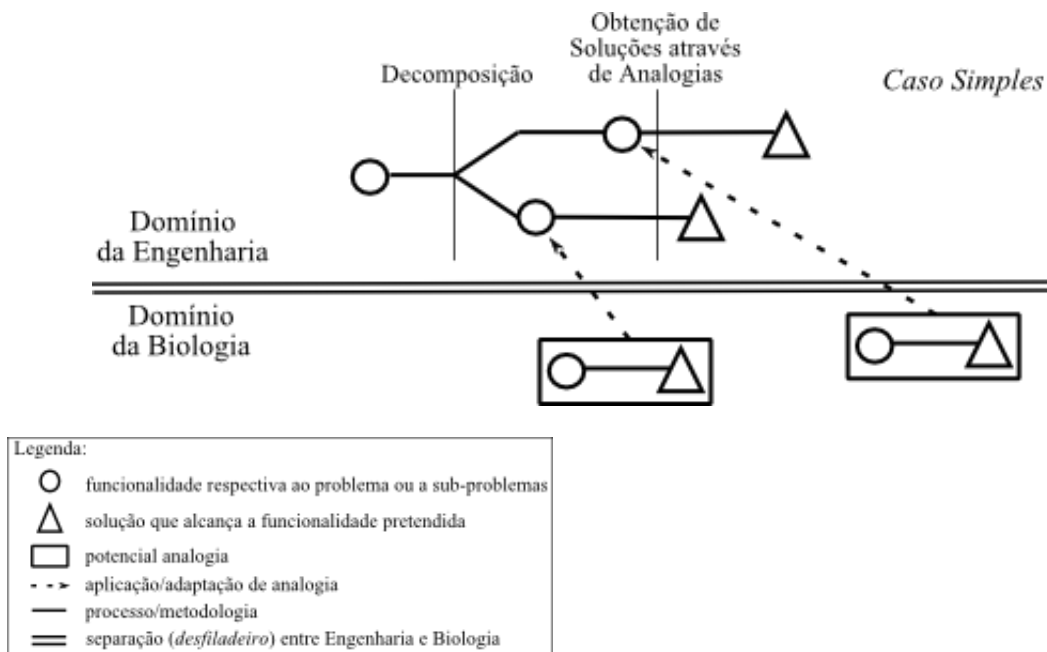 Obtenção de
Soluções através
de Analogias
Decomposição
Caso Simples
Domínio
da Engenharia
Domínio
da Biologia
Legenda:
funcionalidade respectiva ao problema ou a sub-problemas
solução que alcança a funcionalidade pretendida
potencial analogia
aplicação/adaptação de analogia
processo/metodologia
separação (desfiladeiro) entre Engenharia e Biologia